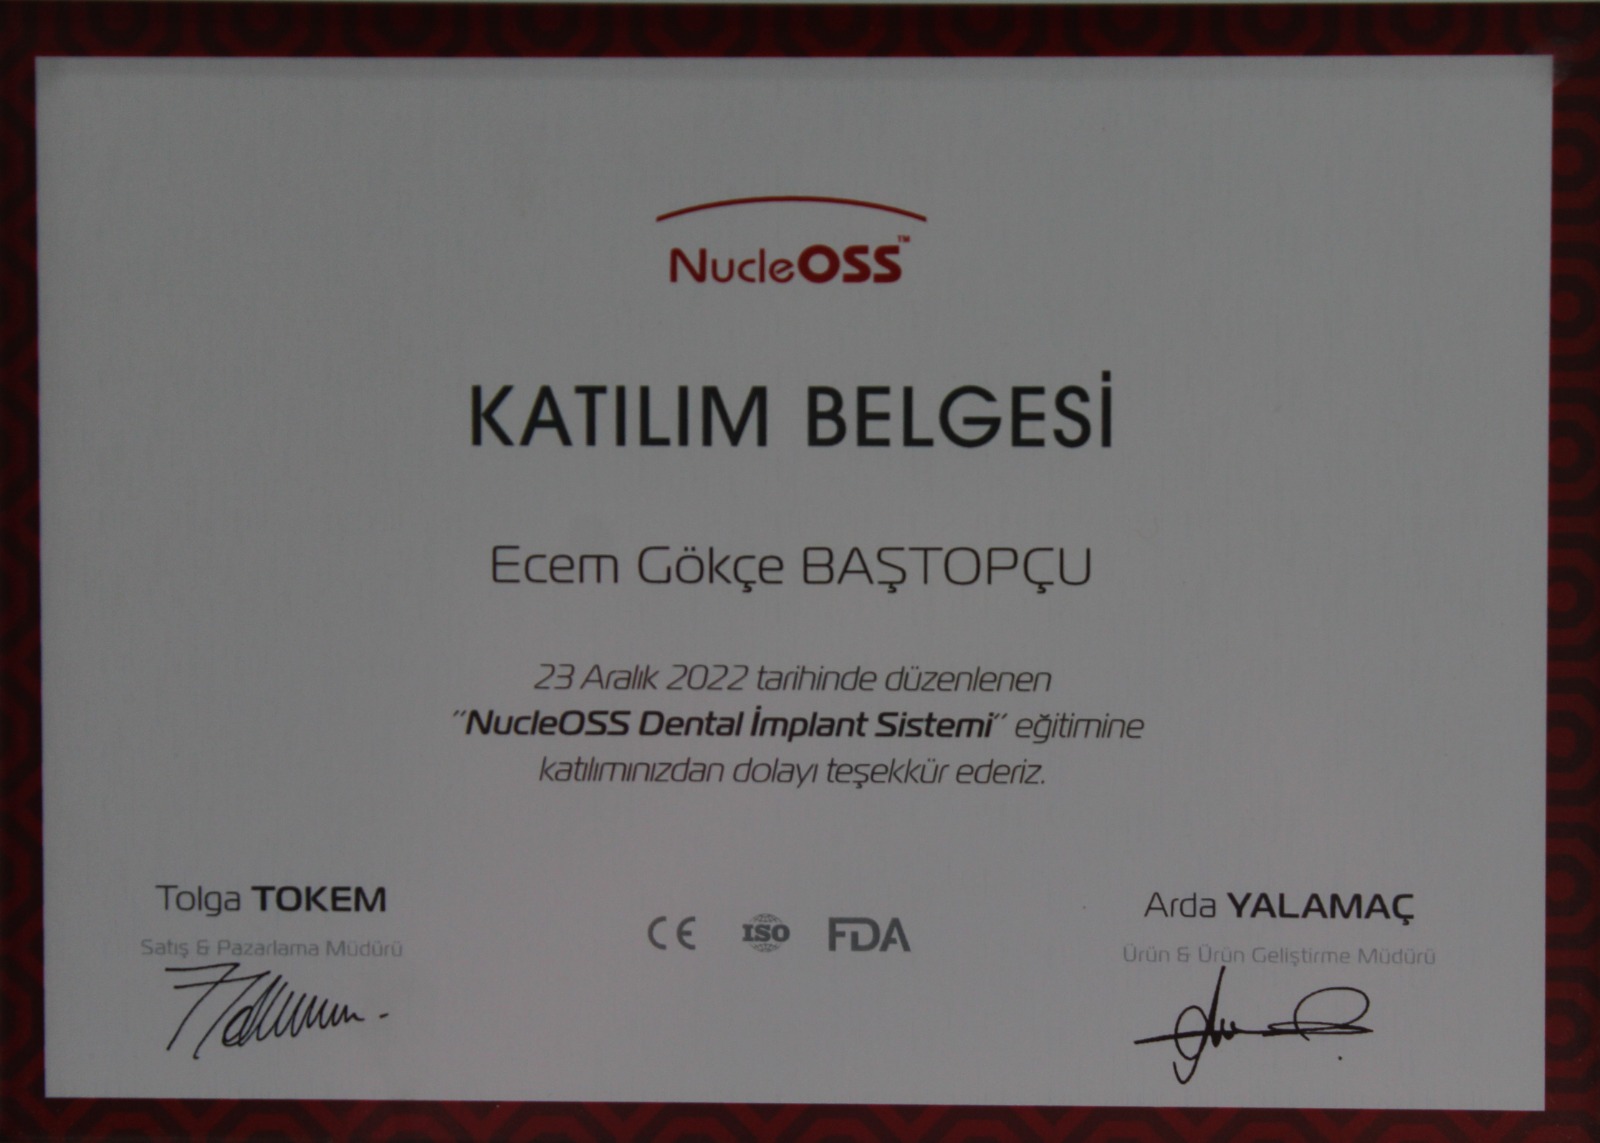 NucleOSS™
KATILIM BELGESİ
Ecem Gökçe BAŞTOPÇU
23 Aralık 2022 tarihinde düzenlenen
"NucleOSS Dental İmplant Sistemi" eğitimine
katılımınızdan dolayı teşekkür ederiz.
Tolga TOKEM
Satış & Pazarlama Müdürü
CE ISO FDA
Arda YALAMAÇ
Ürün & Ürün Geliştirme Müdürü